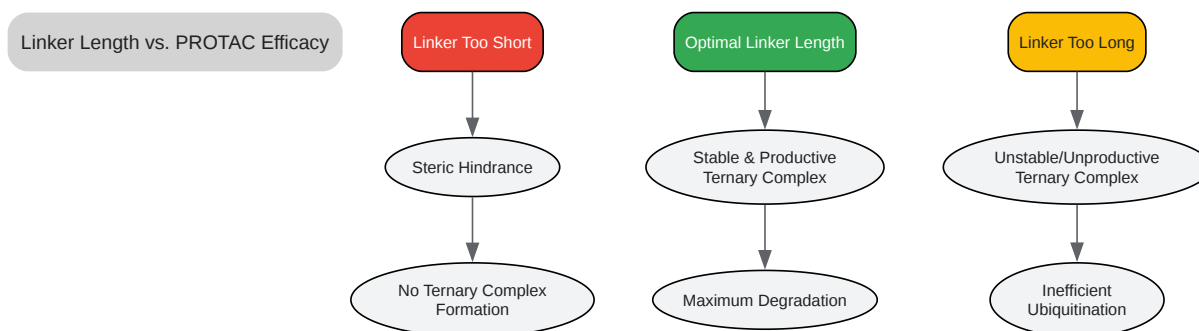 Linker Length vs. PROTAC Efficacy
Linker Too Short
Optimal Linker Length
Linker Too Long
Steric Hindrance
Stable & Productive
Ternary Complex
Unstable/Unproductive
Ternary Complex
No Ternary Complex
Formation
Maximum Degradation
Inefficient
Ubiquitination